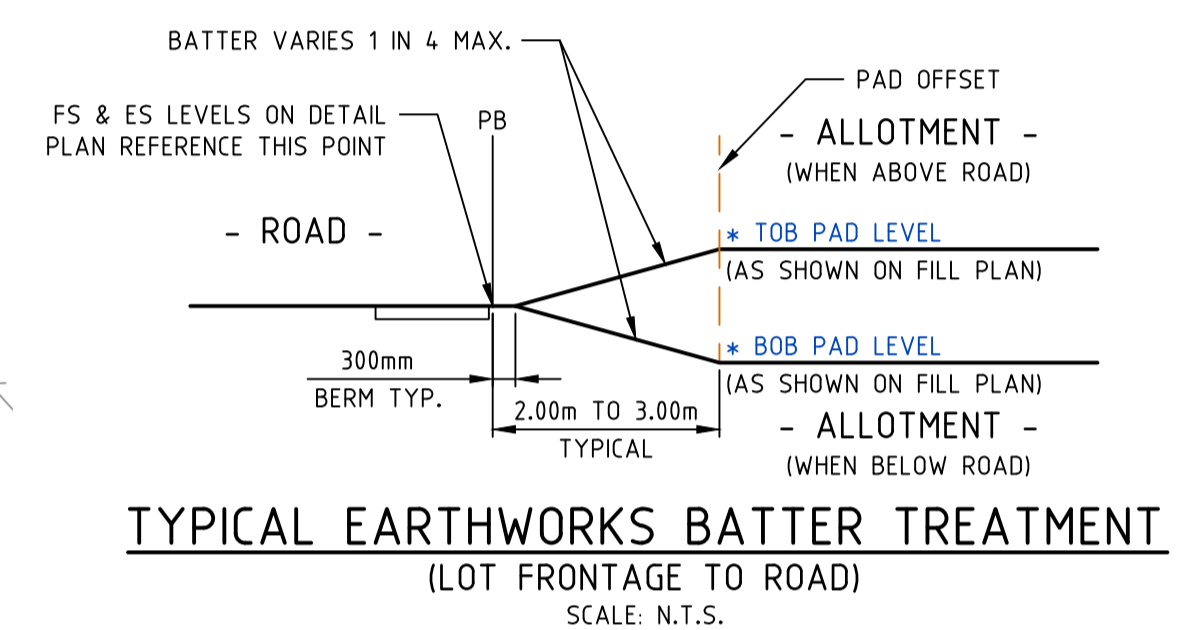 BATTER VARIES 1 IN 4 MAX.
PAD OFFSET
FS & ES LEVELS ON DETAIL
PLAN REFERENCE THIS POINT
PB
- ALLOTMENT -
(WHEN ABOVE ROAD)
- ROAD -
* TOB PAD LEVEL
(AS SHOWN ON FILL PLAN)
* BOB PAD LEVEL
(AS SHOWN ON FILL PLAN)
300mm
BERM TYP.
2.00m TO 3.00m
TYPICAL
- ALLOTMENT -
(WHEN BELOW ROAD)
TYPICAL EARTHWORKS BATTER TREATMENT
(LOT FRONTAGE TO ROAD)
SCALE: N.T.S.